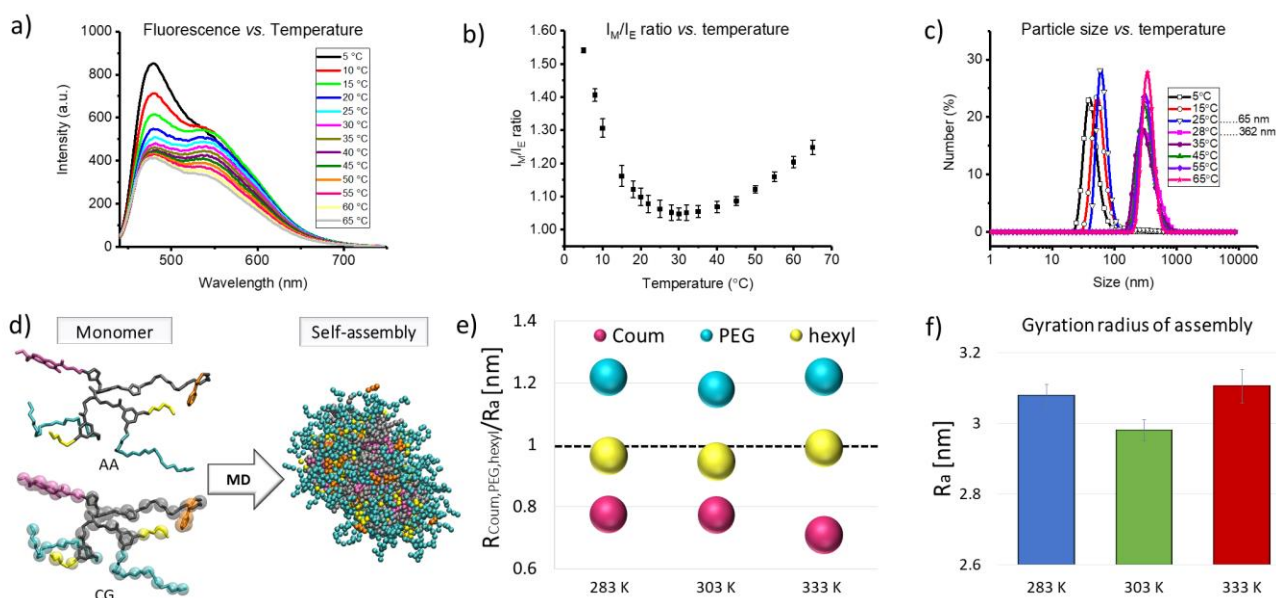 a)
Fluorescence vs. Temperature
1000
800
600
400
200
0
Intensity (a.u.)
500
600
700
Wavelength (nm)
5 °C
10 °C
15 °C
20 °C
25 °C
30 °C
35 °C
40 °C
45 °C
50 °C
55 °C
60 °C
65 °C
b)
I_M/I_E ratio vs. temperature
1.60
1.50
1.40
1.30
1.20
1.10
1.00
I_M/I_E ratio
0 10 20 30 40 50 60 70
Temperature (°C)
c)
Particle size vs. temperature
30
20
10
0
Number (%)
1 10 100 1000 10000
Size (nm)
5°C
15°C
25°C 65 nm
28°C 362 nm
35°C
45°C
55°C
65°C
d)
Monomer
Self-assembly
AA
MD
CG
e)
1.4
1.2
1
0.8
0.6
R_Coum,PEG,hexyl/Ra [nm]
Coum PEG hexyl
283 K 303 K 333 K
f)
Gyration radius of assembly
3.2
3
2.8
2.6
Ra [nm]
283 K 303 K 333 K